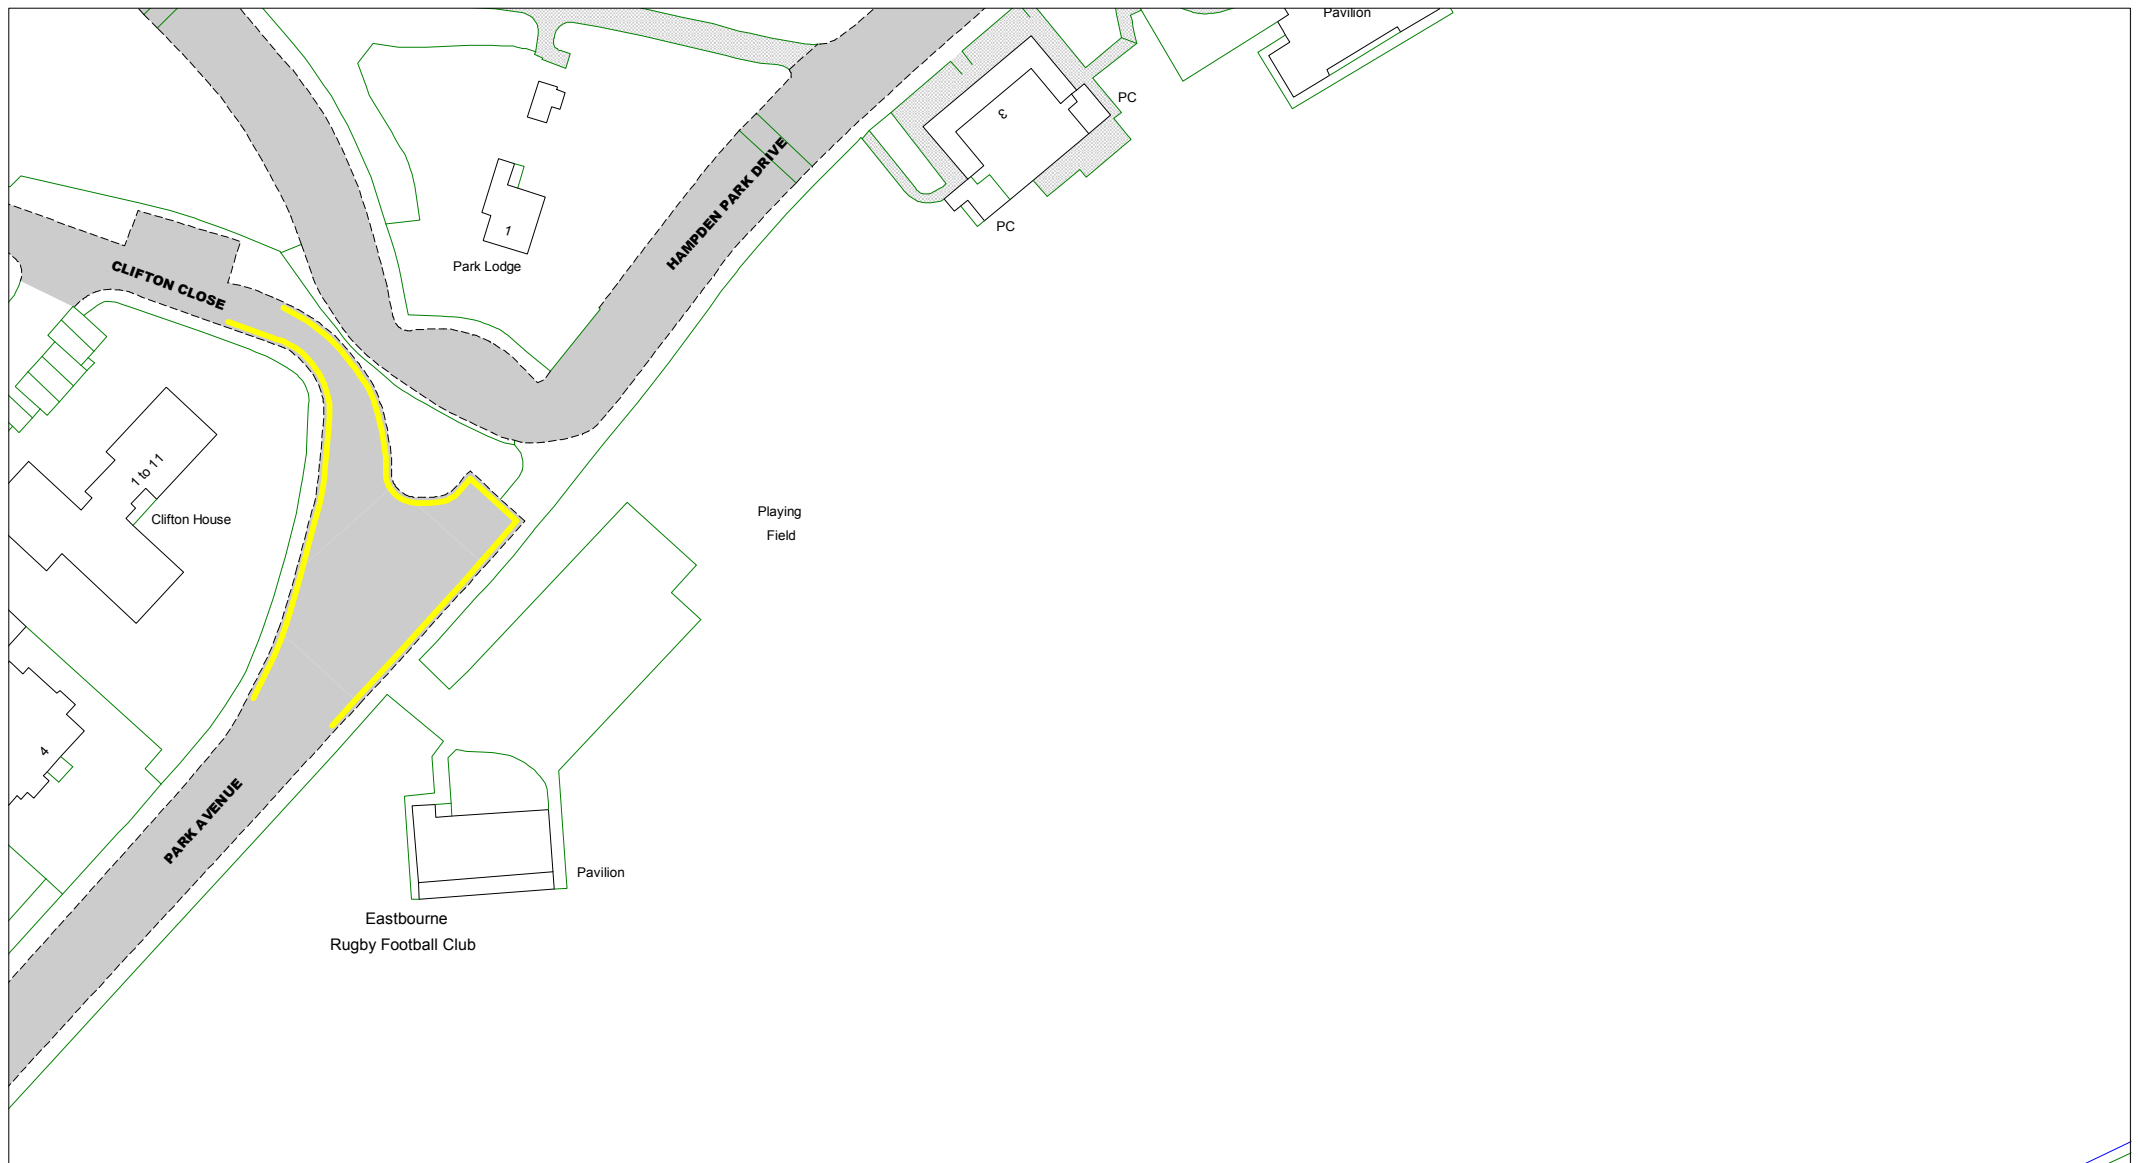 Pavilion
PC
3
HAMPDEN PARK DRIVE
PC
1
Park Lodge
CLIFTON CLOSE
1 to 11
Clifton House
Playing
Field
4
PARK AVENUE
Pavilion
Eastbourne
Rugby Football Club